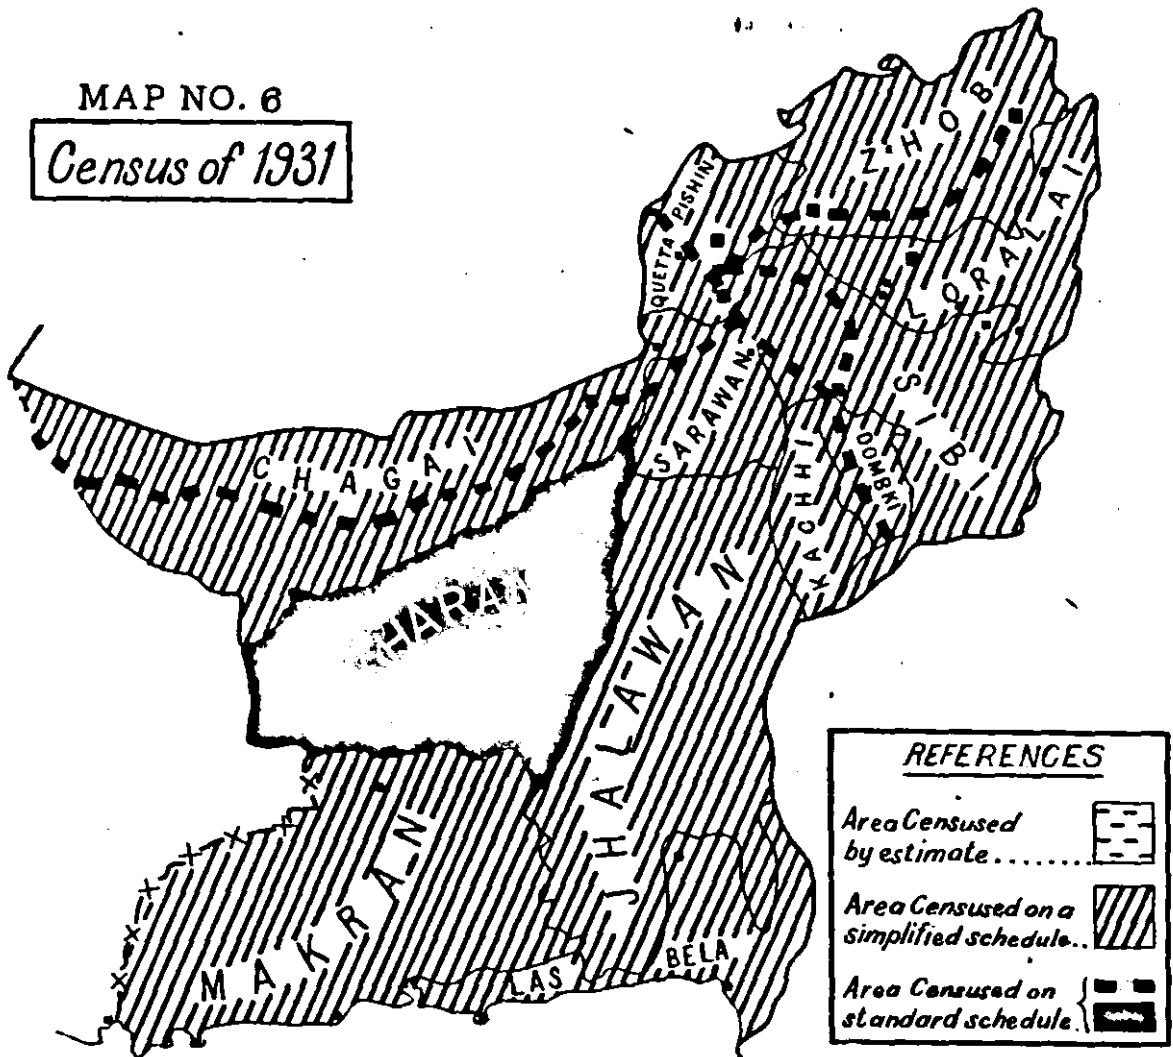 MAP NO. 6
Census of 1931
ZHOB
QUETTA PISHIN
LORALAI
SARAWAN
SIBI
CHAGAI
KACHHI
DOMBKI
HARAN
JHALAWAN
MAKRAN
LAS BELA
REFERENCES
Area Censused
by estimate.......
Area Censused on a
simplified schedule..
Area Censused on
standard schedule.